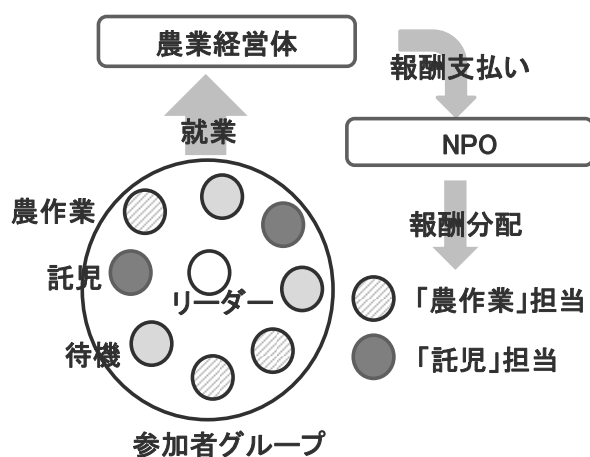 農業経営体
報酬支払い
就業
NPO
農作業
報酬分配
託児
リーダー
「農作業」担当
待機
「託児」担当
参加者グループ